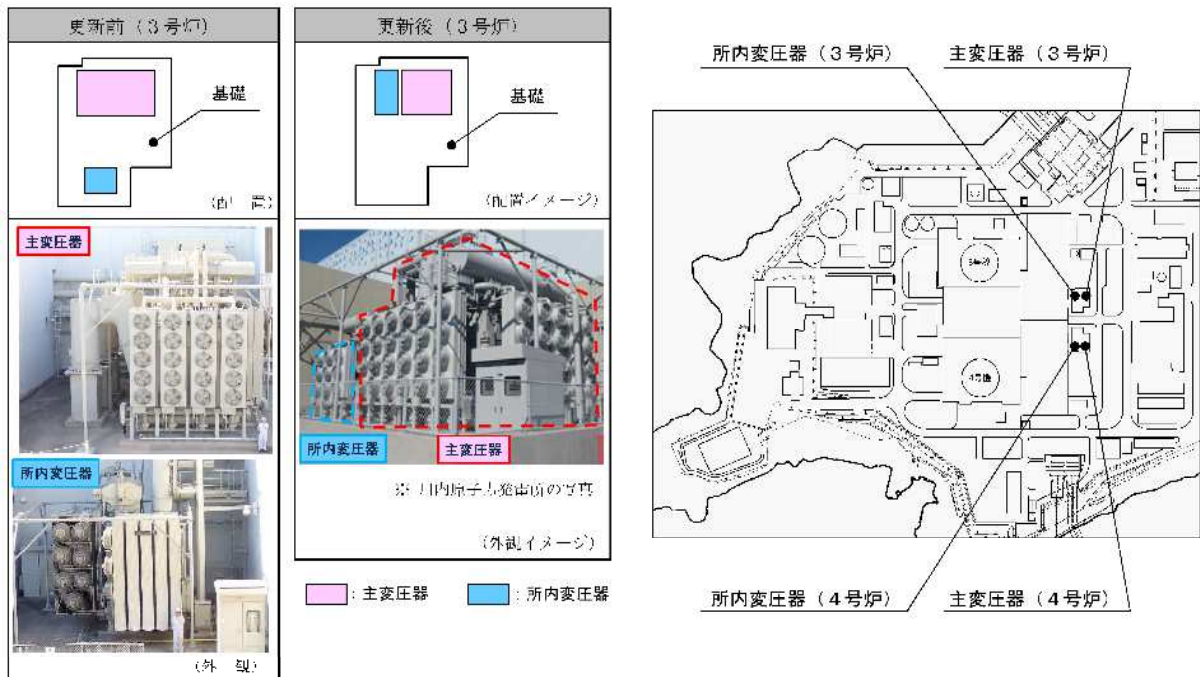 更新前（３号炉）
基礎
（配　置）
主変圧器
所内変圧器
（外　観）
更新後（３号炉）
基礎
（配置イメージ）
所内変圧器
主変圧器
※ 川内原子力発電所の写真
（外観イメージ）
：主変圧器
：所内変圧器
所内変圧器（３号炉）
主変圧器（３号炉）
4号機
所内変圧器（４号炉）
主変圧器（４号炉）